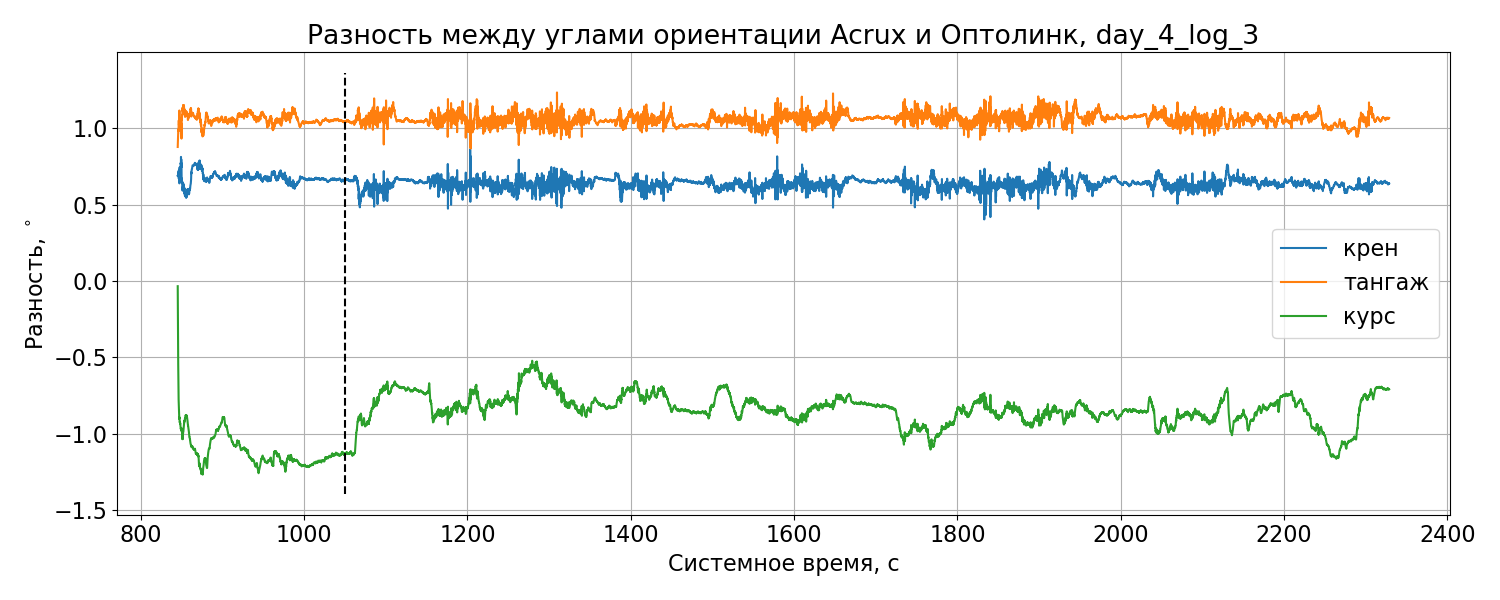 Разность между углами ориентации Acrux и Оптолинк, day_4_log_3
Разность, °
1.0
0.5
0.0
−0.5
−1.0
−1.5
крен
тангаж
курс
800 1000 1200 1400 1600 1800 2000 2200 2400
Системное время, с